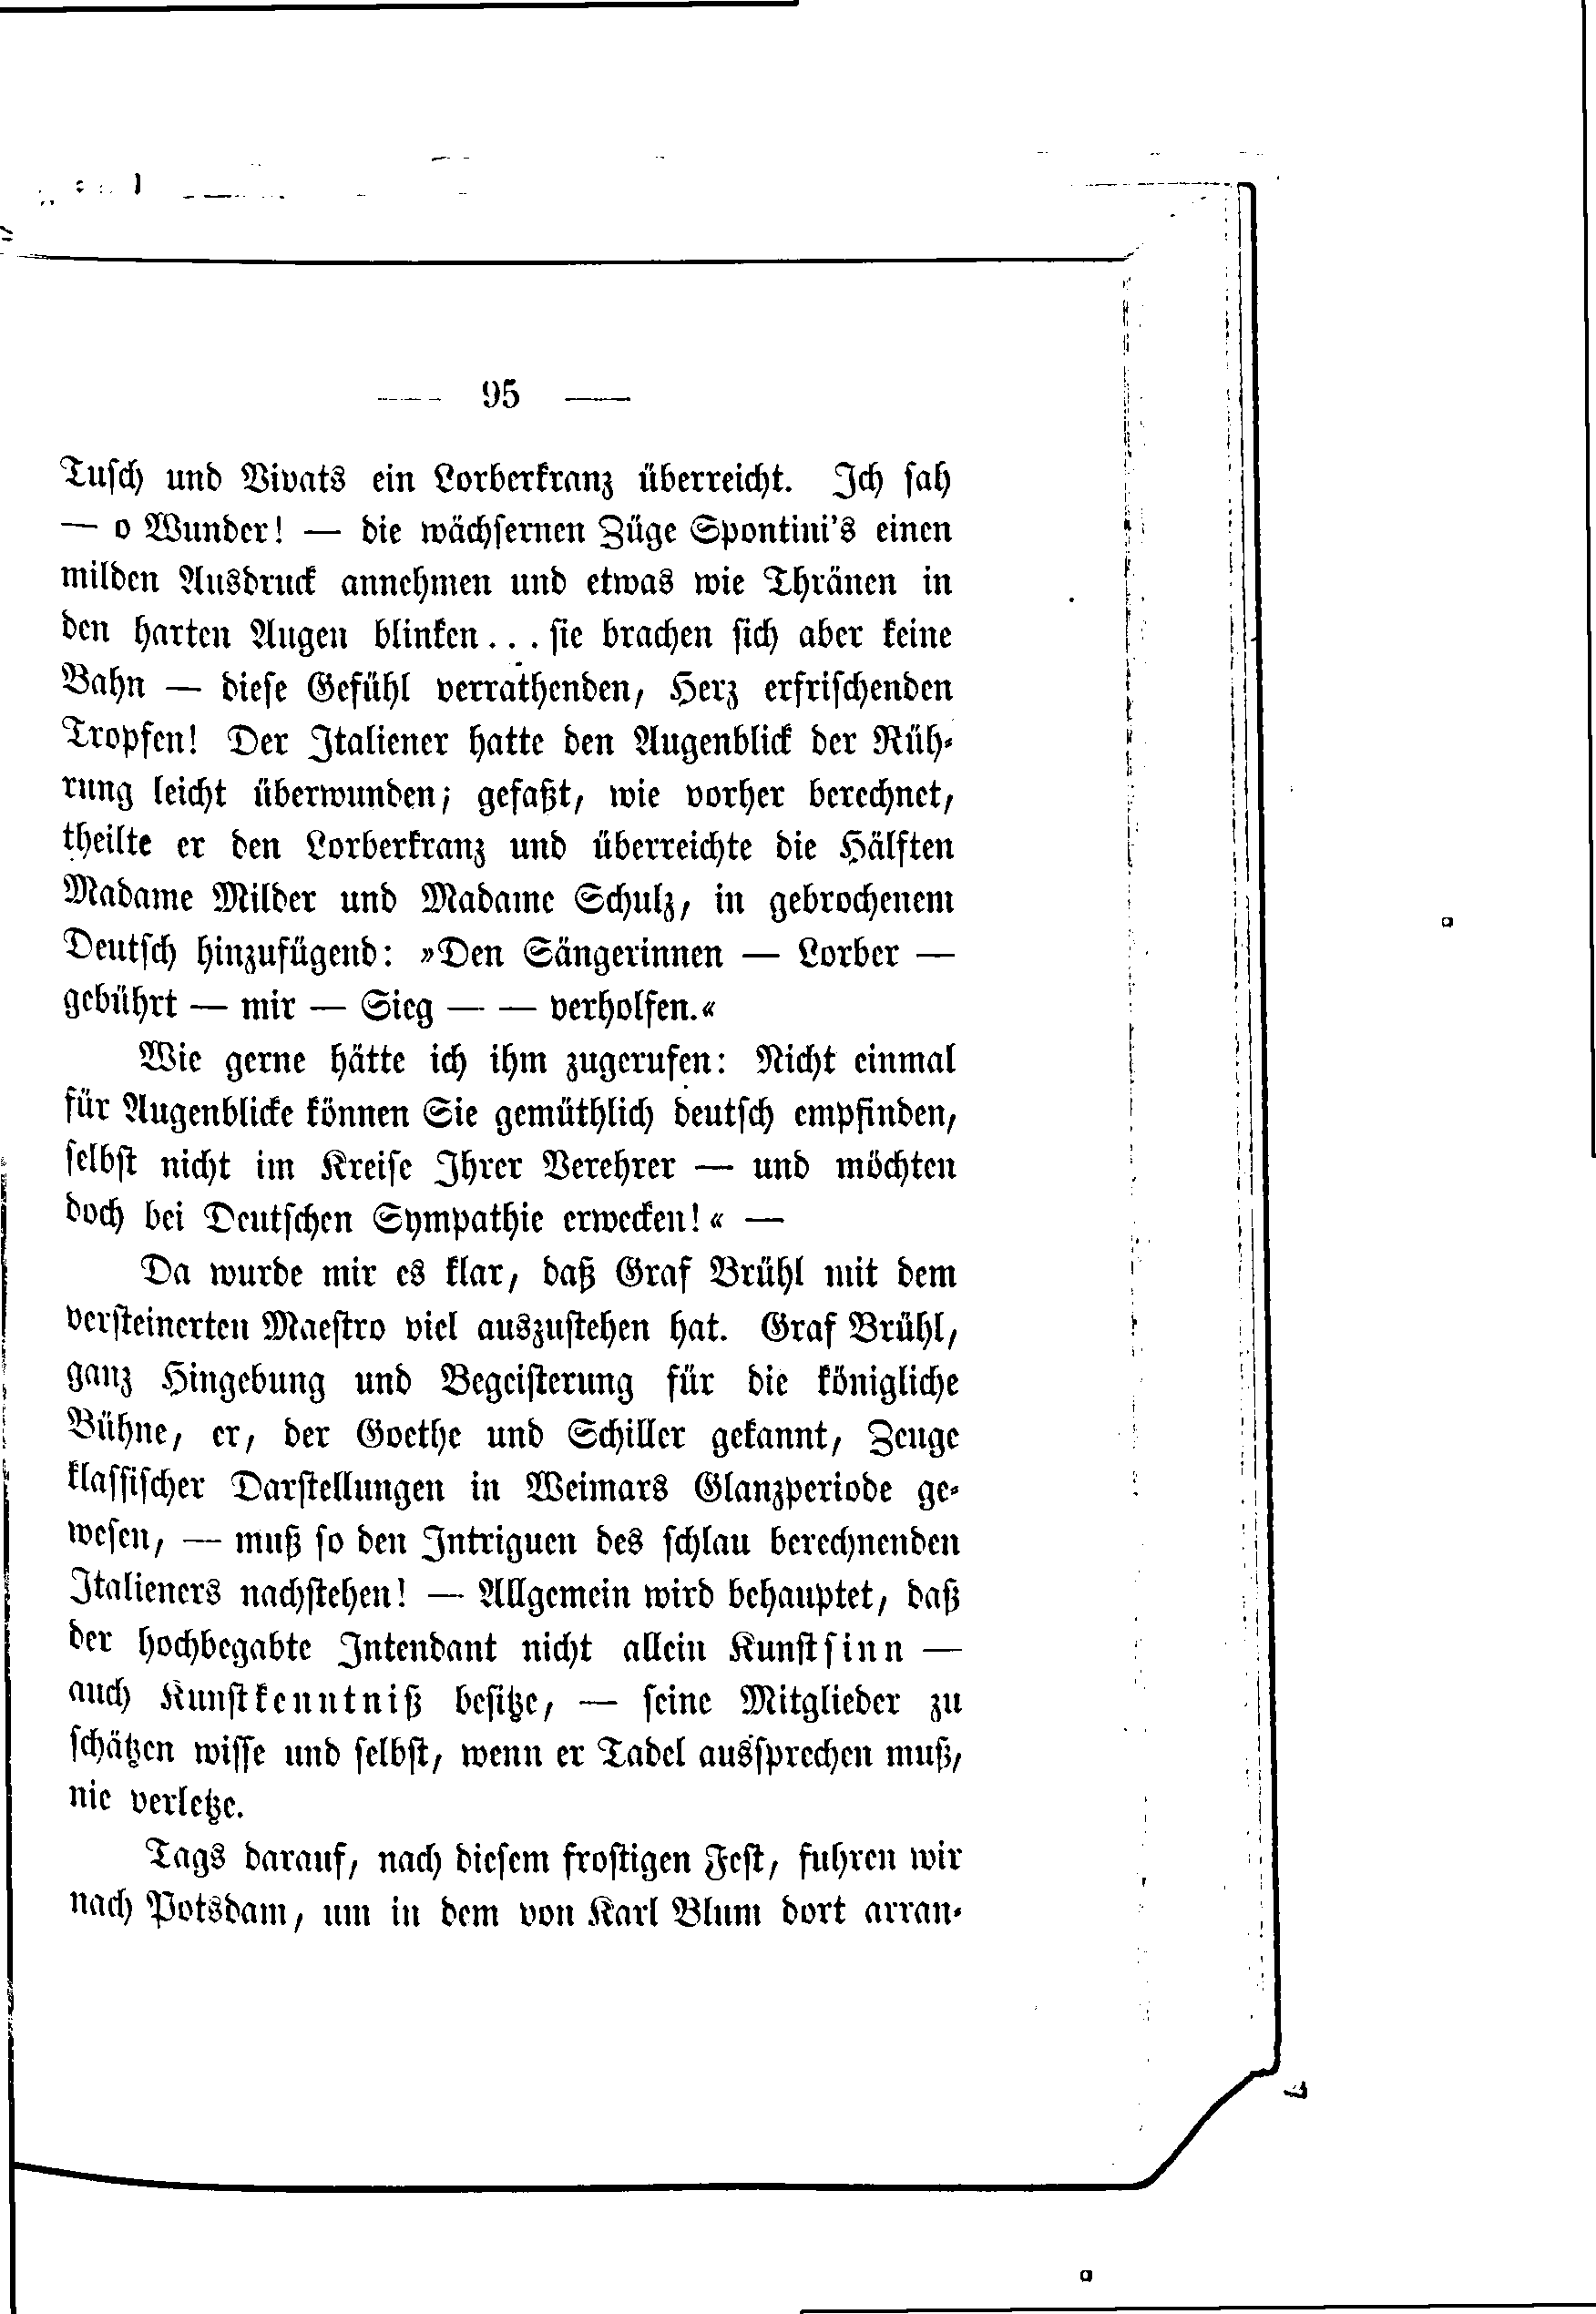 — 95 —
Tusch und Vivats ein Lorberkranz überreicht. Ich sah
— o Wunder! — die wächsernen Züge Spontini's einen
milden Ausdruck annehmen und etwas wie Thränen in
den harten Augen blinken... sie brachen sich aber keine
Bahn — diese Gefühl verrathenden, Herz erfrischenden
Tropfen! Der Italiener hatte den Augenblick der Rüh-
rung leicht überwunden; gefaßt, wie vorher berechnet,
theilte er den Lorberkranz und überreichte die Hälften
Madame Milder und Madame Schulz, in gebrochenem
Deutsch hinzufügend: »Den Sängerinnen — Lorber —
gebührt — mir — Sieg — — verholfen.«
Wie gerne hätte ich ihm zugerufen: Nicht einmal
für Augenblicke können Sie gemüthlich deutsch empfinden,
selbst nicht im Kreise Ihrer Verehrer — und möchten
doch bei Deutschen Sympathie erwecken!« —
Da wurde mir es klar, daß Graf Brühl mit dem
versteinerten Maestro viel auszustehen hat. Graf Brühl,
ganz Hingebung und Begeisterung für die königliche
Bühne, er, der Goethe und Schiller gekannt, Zeuge
klassischer Darstellungen in Weimars Glanzperiode ge-
wesen, — muß so den Intriguen des schlau berechnenden
Italieners nachstehen! — Allgemein wird behauptet, daß
der hochbegabte Intendant nicht allein Kunstsinn —
auch Kunstkenntniß besitze, — seine Mitglieder zu
schätzen wisse und selbst, wenn er Tadel aussprechen muß,
nie verletze.
Tags darauf, nach diesem frostigen Fest, fuhren wir
nach Potsdam, um in dem von Karl Blum dort arran-